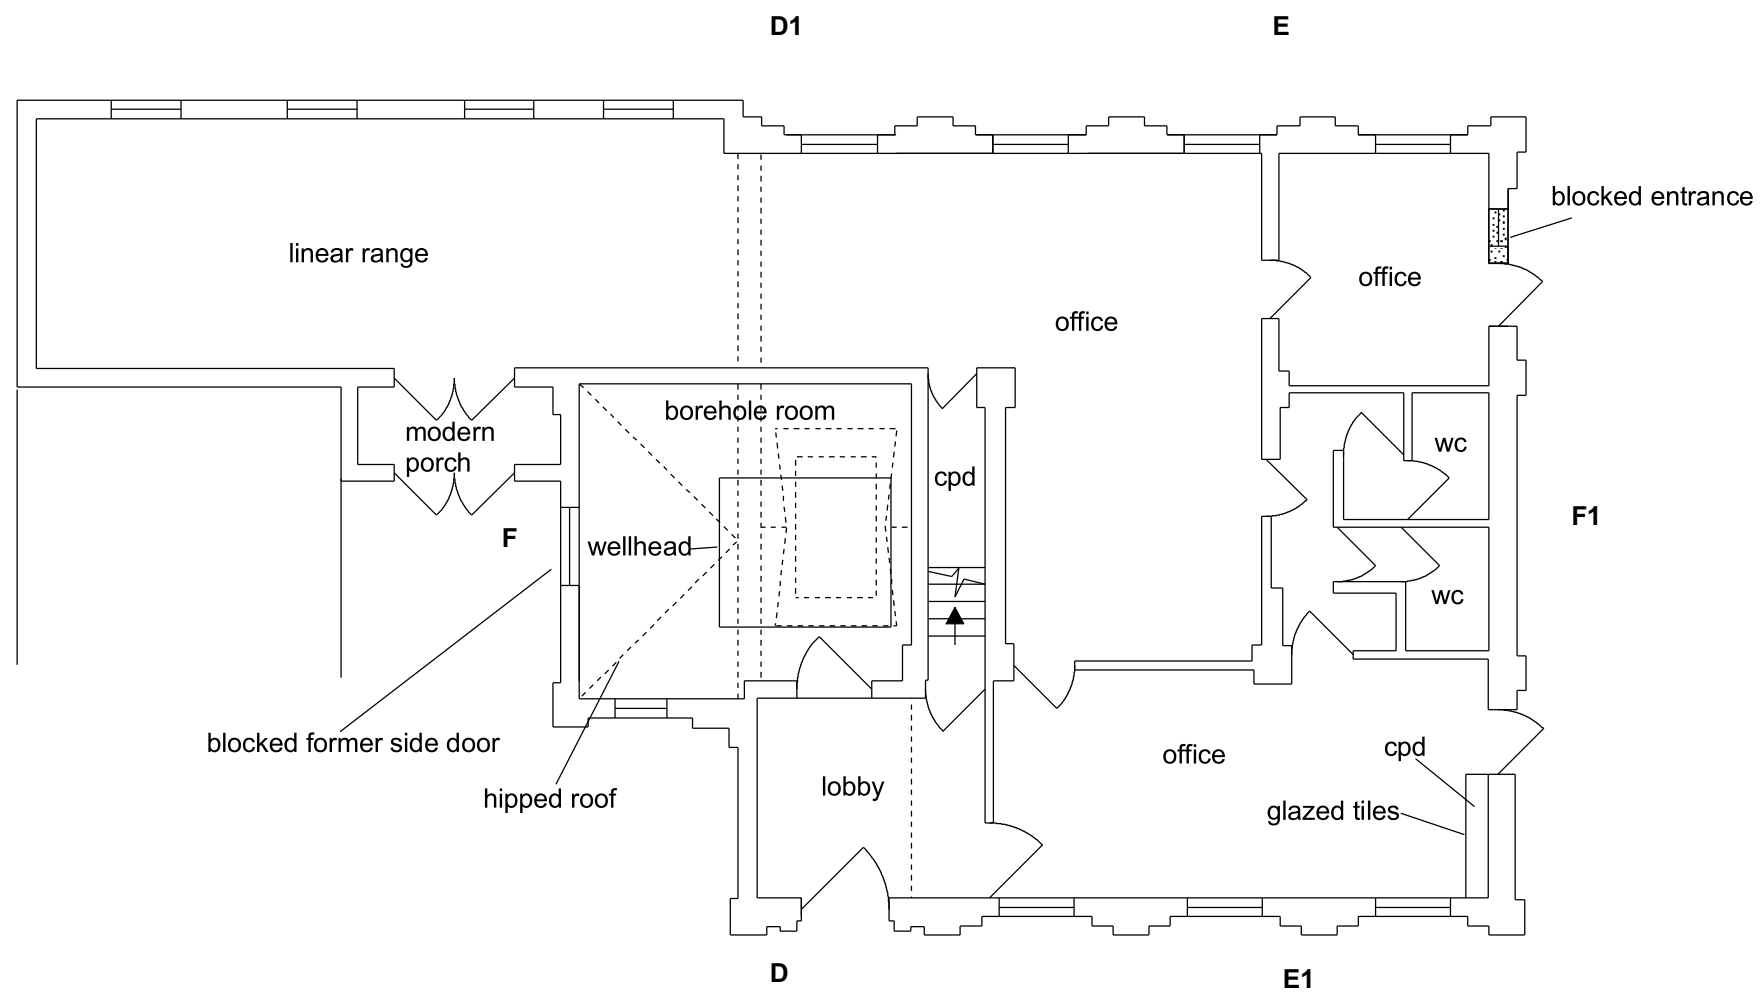 D1
E
blocked entrance
linear range
office
office
borehole room
modern
porch
wc
cpd
F1
F
wellhead
wc
blocked former side door
cpd
office
lobby
hipped roof
glazed tiles
D
E1